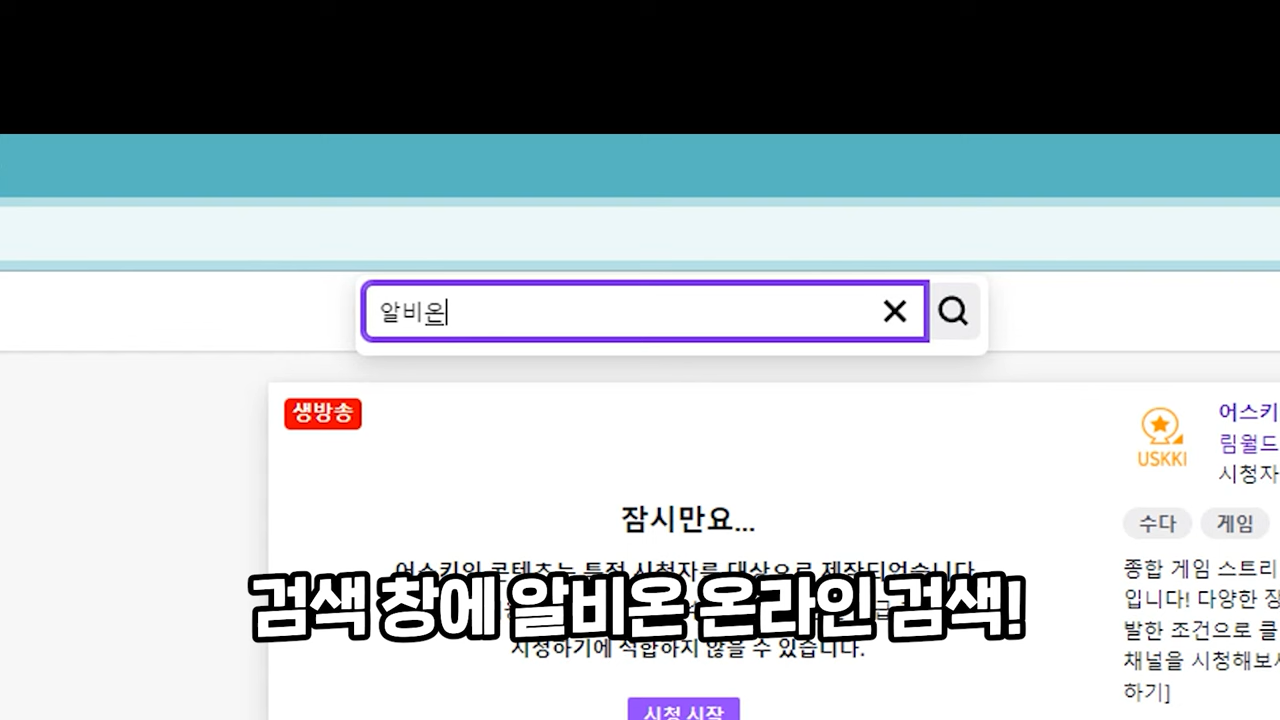 알비온
생방송
잠시만요...
검색 창에 알비온 온라인 검색!
시청하기에 적합하지 않을 수 있습니다.
시청 시작
USKKI
어스키
림월드
시청자
수다 게임
종합 게임 스트리
입니다! 다양한 장
발한 조건으로 클
채널을 시청해보
하기]